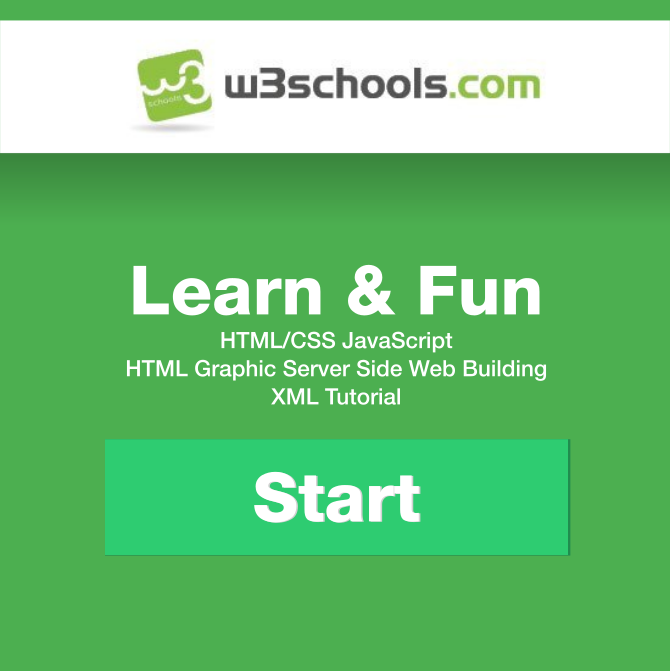 w3
schools
w3schools.com
Learn & Fun
HTML/CSS JavaScript
HTML Graphic Server Side Web Building
XML Tutorial
Start